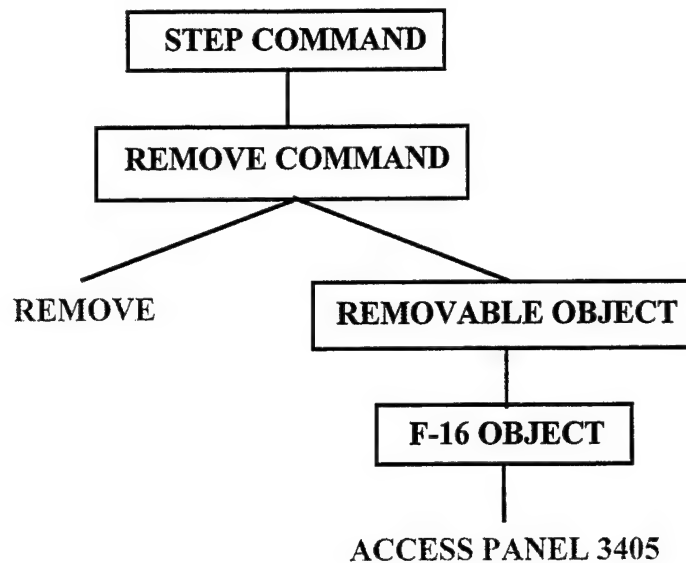 STEP COMMAND
REMOVE COMMAND
REMOVE
REMOVABLE OBJECT
F-16 OBJECT
ACCESS PANEL 3405